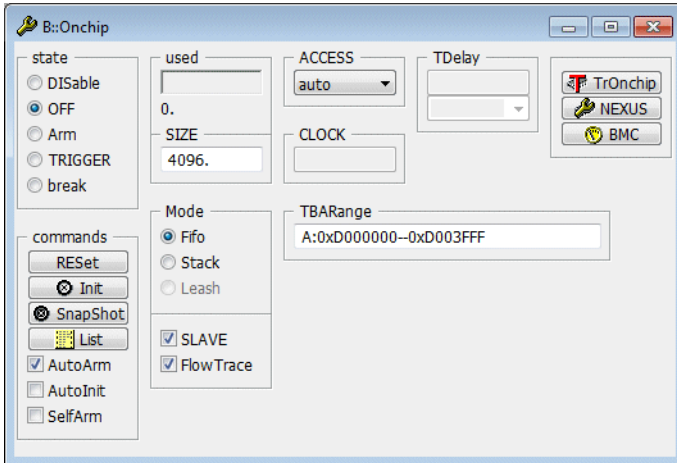 B::Onchip
state
DISable
OFF
Arm
TRIGGER
break
commands
RESet
Init
SnapShot
List
AutoArm
AutoInit
SelfArm
used
0.
SIZE
4096.
Mode
Fifo
Stack
Leash
SLAVE
FlowTrace
ACCESS
auto
CLOCK
TDelay
TBARange
A:0xD000000--0xD003FFF
TrOnchip
NEXUS
BMC